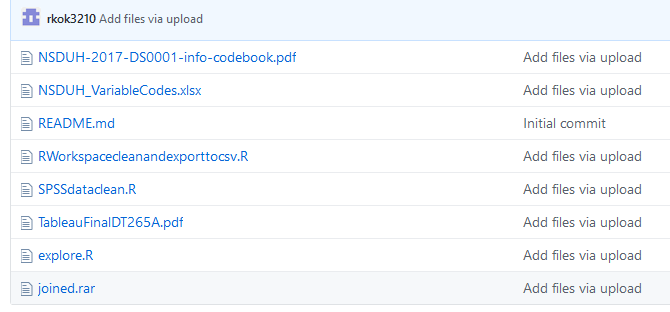 rkok3210 Add files via upload
NSDUH-2017-DS0001-info-codebook.pdf Add files via upload
NSDUH_VariableCodes.xlsx Add files via upload
README.md Initial commit
RWorkspacecleanandexporttocsv.R Add files via upload
SPSSdataclean.R Add files via upload
TableauFinalDT265A.pdf Add files via upload
explore.R Add files via upload
joined.rar Add files via upload